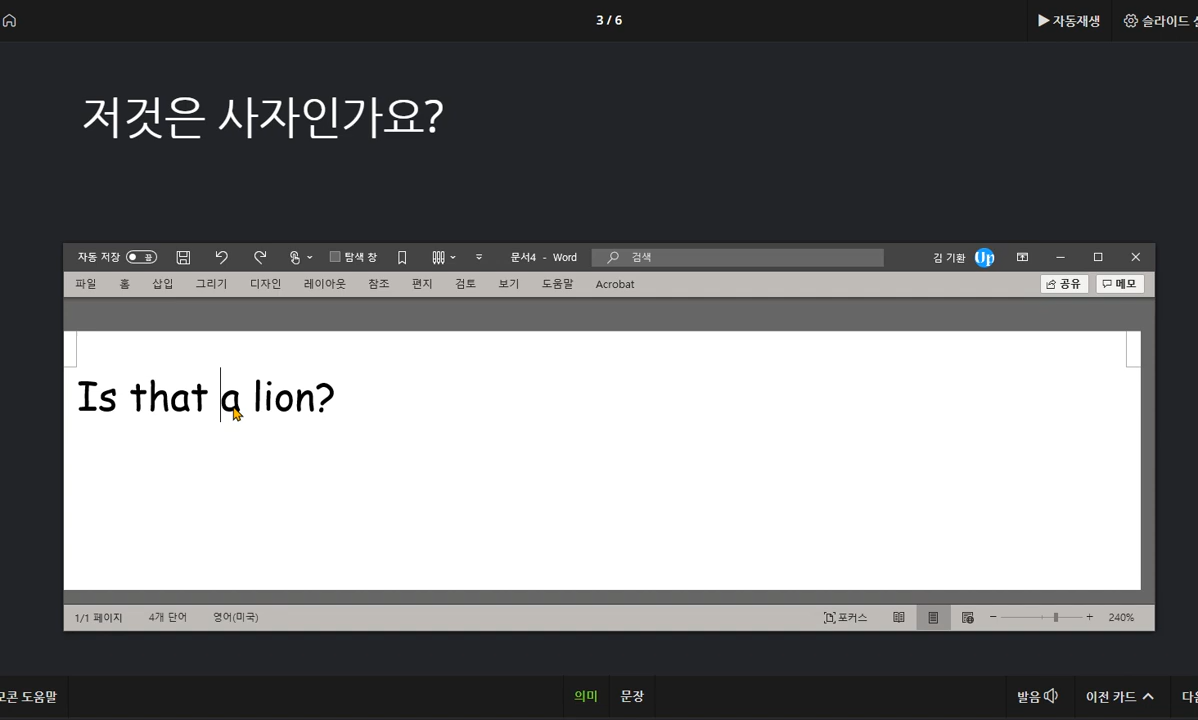 3 / 6
자동재생
슬라이드
저것은 사자인가요?
자동 저장 끔
탐색 창
문서4 - Word
검색
김 기환
Up
파일 홈 삽입 그리기 디자인 레이아웃 참조 편지 검토 보기 도움말 Acrobat
공유
메모
Is that a lion?
1/1 페이지 4개 단어 영어(미국)
포커스
240%
도움말
의미
문장
발음
이전 카드